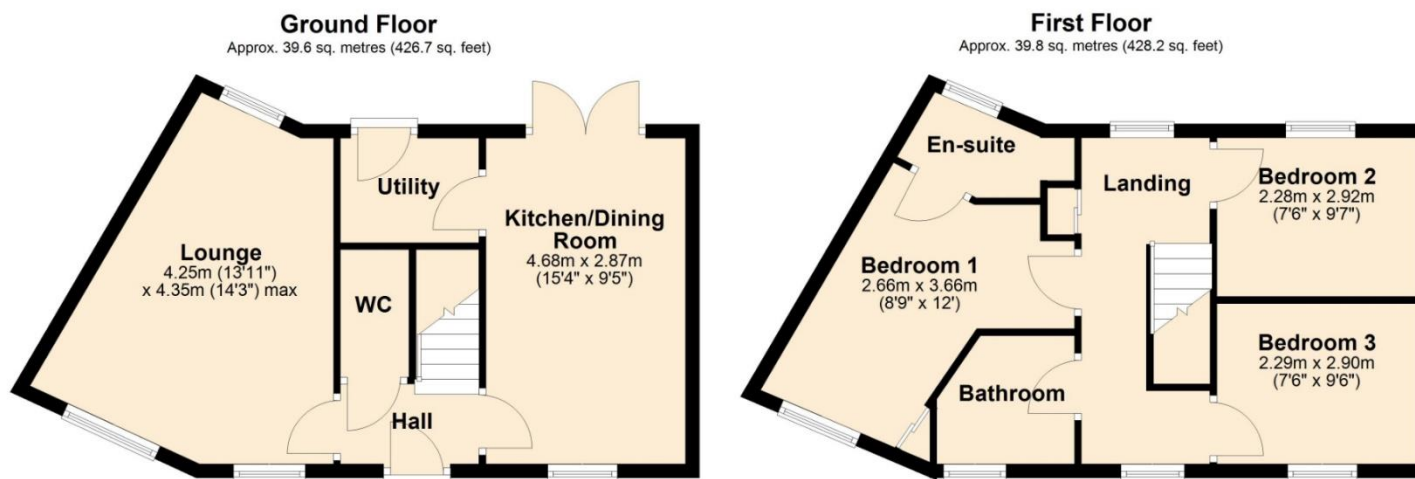 Ground Floor
Approx. 39.6 sq. metres (426.7 sq. feet)
Utility
Kitchen/Dining
Room
4.68m x 2.87m
(15'4" x 9'5")
Lounge
4.25m (13'11")
x 4.35m (14'3") max
WC
Hall
First Floor
Approx. 39.8 sq. metres (428.2 sq. feet)
En-suite
Landing
Bedroom 2
2.28m x 2.92m
(7'6" x 9'7")
Bedroom 1
2.66m x 3.66m
(8'9" x 12')
Bedroom 3
2.29m x 2.90m
(7'6" x 9'6")
Bathroom